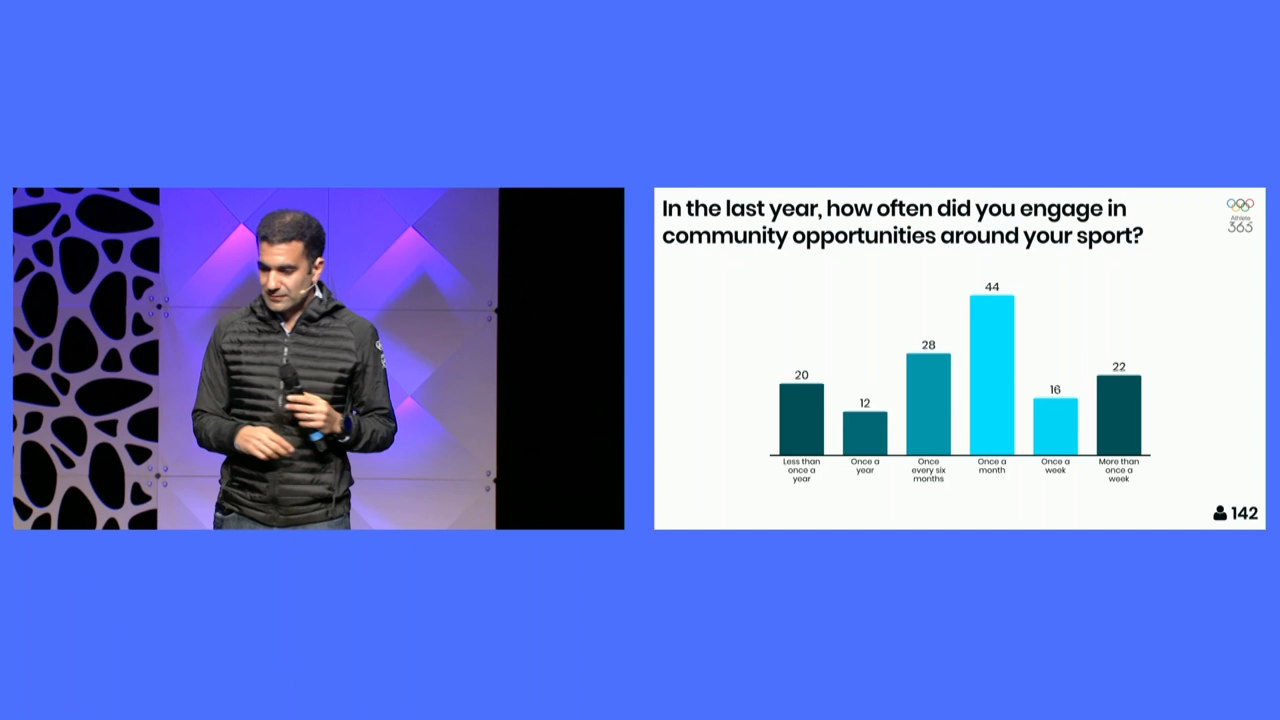 In the last year, how often did you engage in
community opportunities around your sport?
Athlete
365
44
28
22
20
16
12
Less than
once a
year
Once a
year
Once
every six
months
Once a
month
Once a
week
More than
once a
week
142